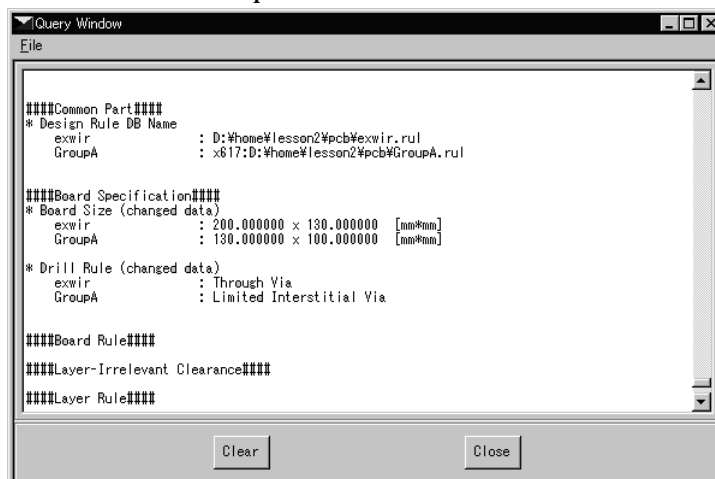 Query Window
File
####Common Part####
* Design Rule DB Name
exwir : D:¥home¥lesson2¥pcb¥exwir.rul
GroupA : x617:D:¥home¥lesson2¥pcb¥GroupA.rul
####Board Specification####
* Board Size (changed data)
exwir : 200.000000 x 130.000000 [mm*mm]
GroupA : 130.000000 x 100.000000 [mm*mm]
* Drill Rule (changed data)
exwir : Through Via
GroupA : Limited Interstitial Via
####Board Rule####
####Layer-Irrelevant Clearance####
####Layer Rule####
Clear Close